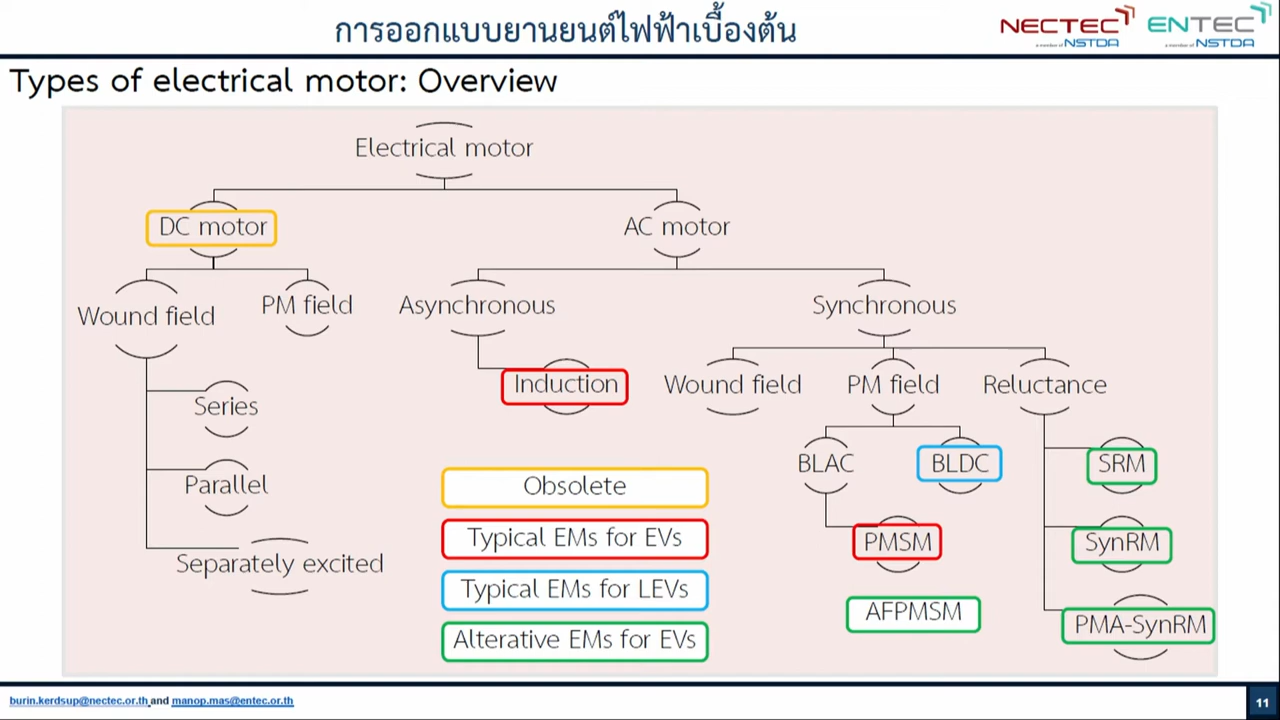 การออกแบบยานยนต์ไฟฟ้าเบื้องต้น
NECTEC
a member of NSTDA
ENTEC
a member of NSTDA
Types of electrical motor: Overview
Electrical motor
DC motor
AC motor
Wound field
PM field
Asynchronous
Synchronous
Series
Parallel
Separately excited
Induction
Wound field
PM field
Reluctance
BLAC
BLDC
SRM
PMSM
SynRM
AFPMSM
PMA-SynRM
Obsolete
Typical EMs for EVs
Typical EMs for LEVs
Alterative EMs for EVs
burin.kerdsup@nectec.or.th and manop.mas@entec.or.th
11